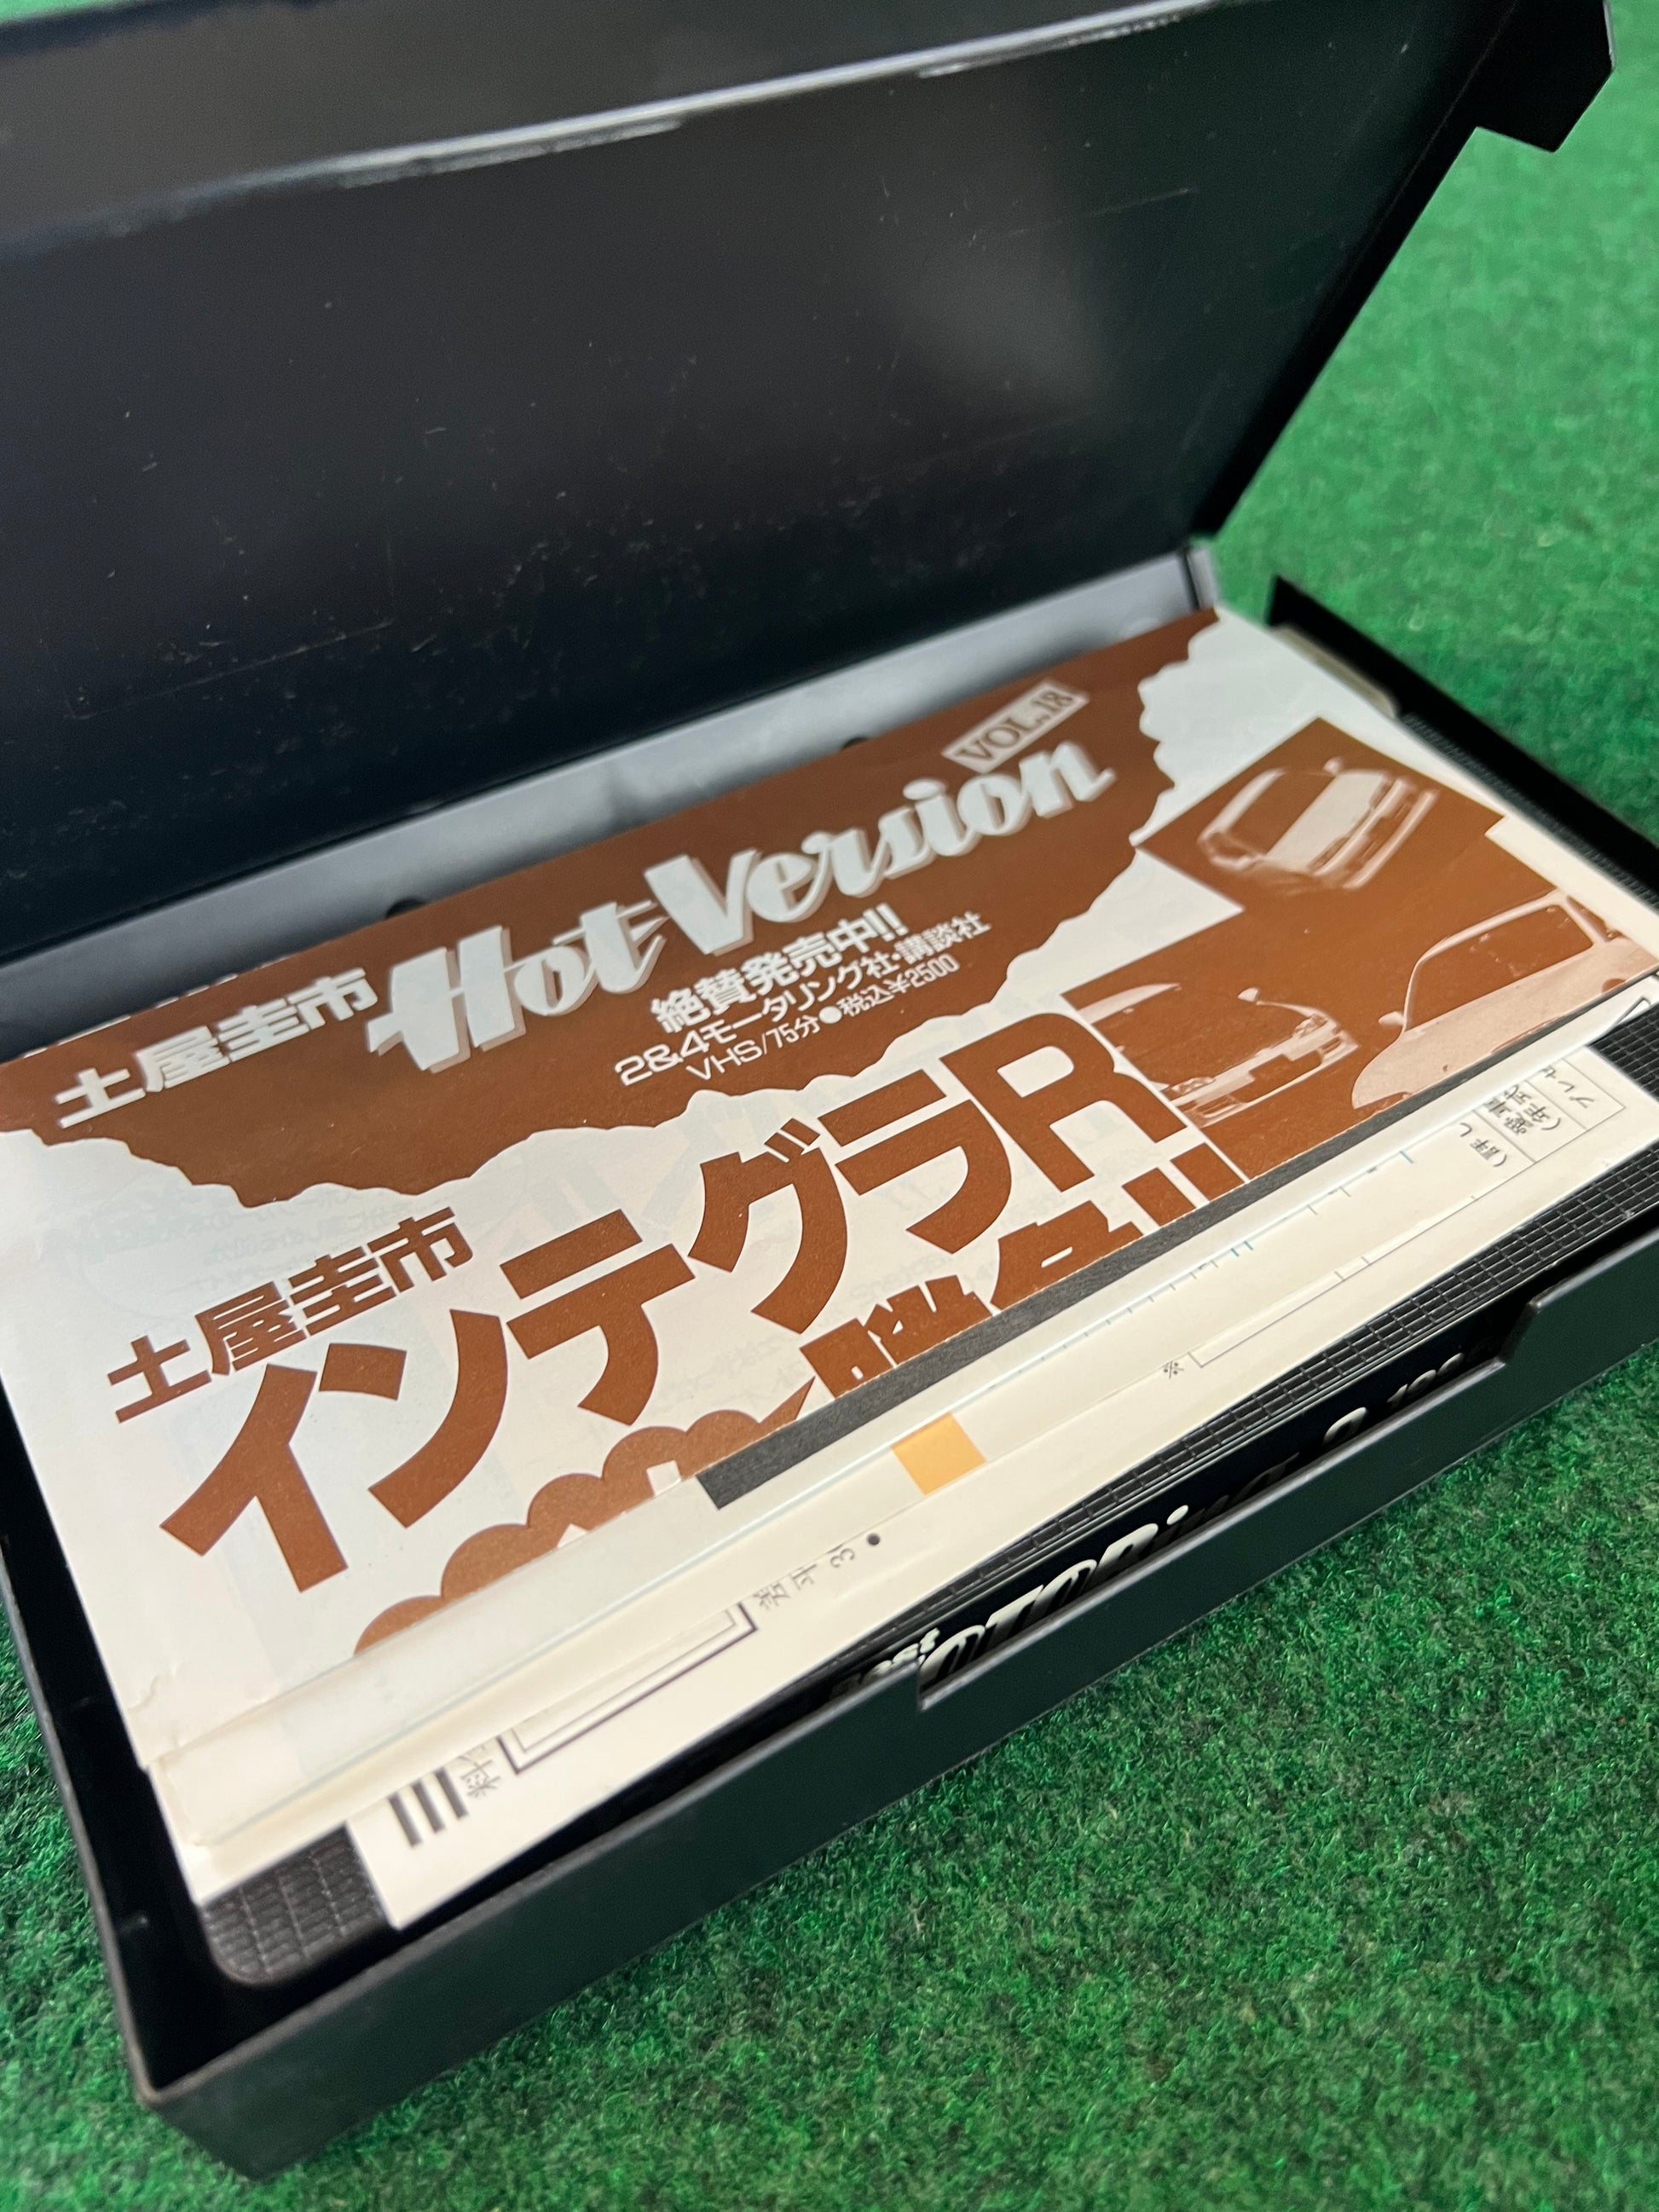 VOL.18
土屋圭市 Hot Version
絶賛発売中!!
2&4モータリング社・講談社
VHS/75分●税込¥2500
土屋圭市
インテグラR
※
Best
MOTORing